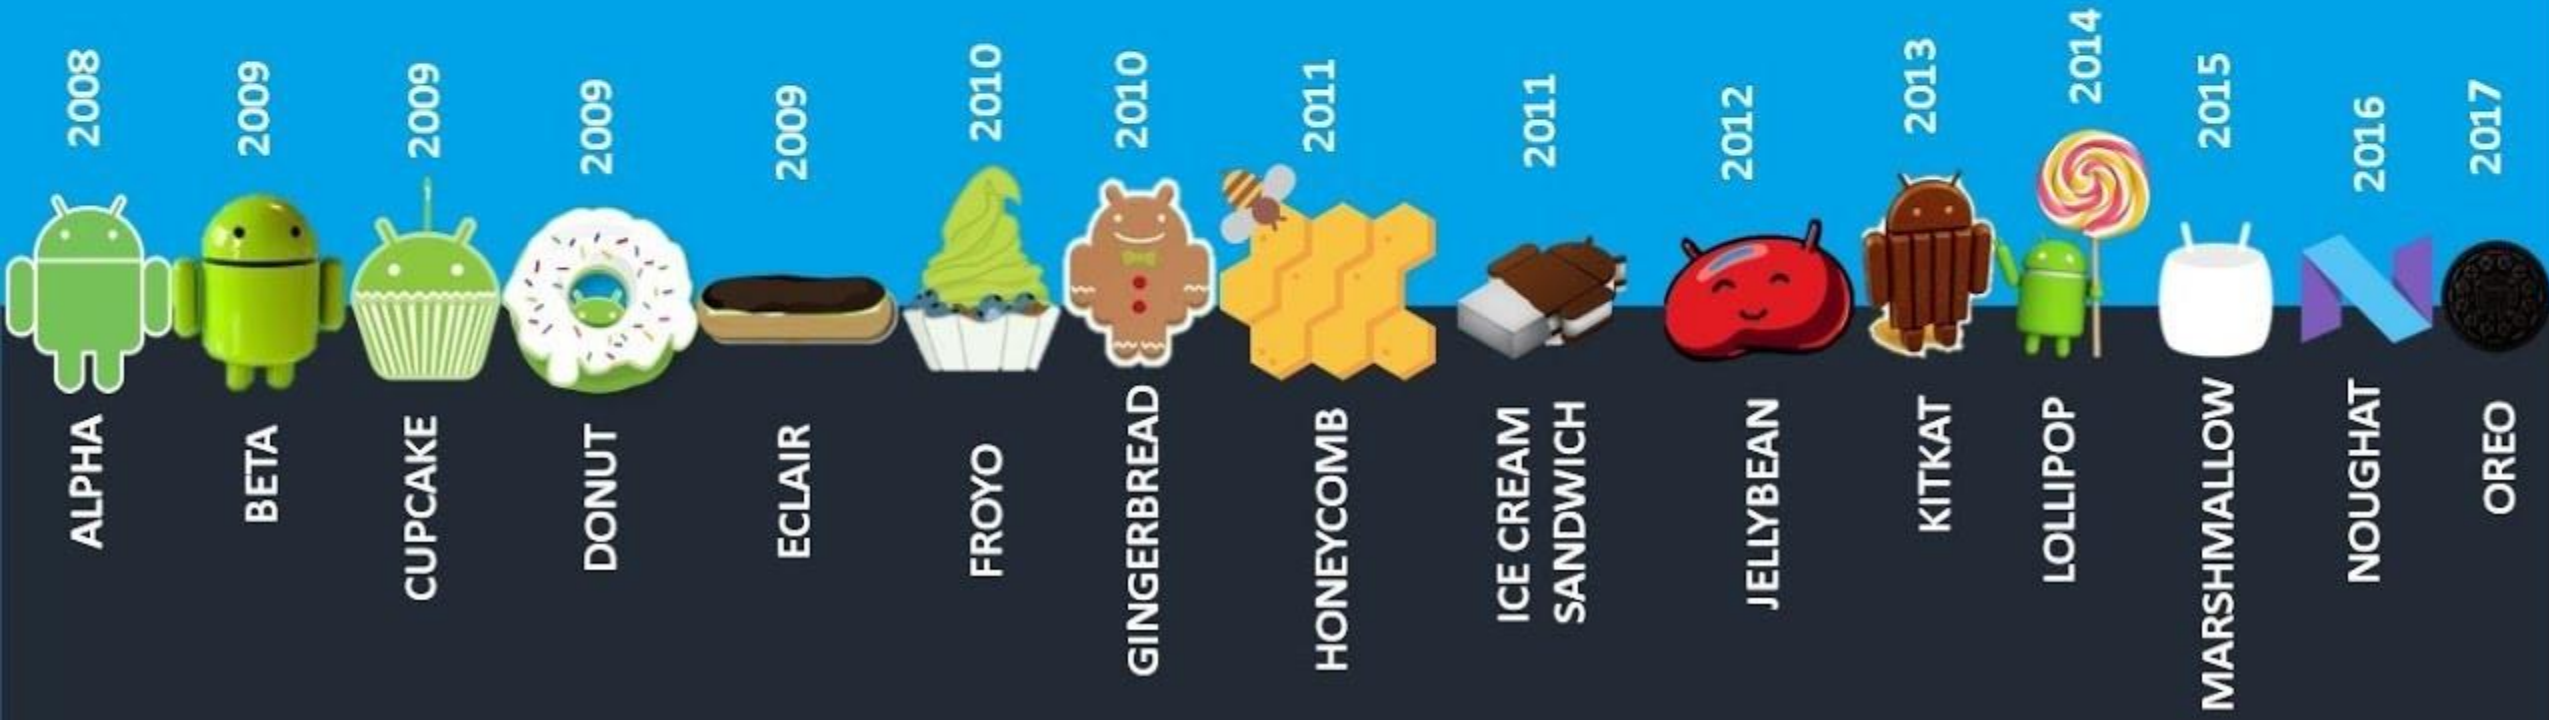 2008
2009
2009
2009
2009
2010
2010
2011
2011
2012
2013
2014
2015
2016
2017
ALPHA
BETA
CUPCAKE
DONUT
ECLAIR
FROYO
GINGERBREAD
HONEYCOMB
ICE CREAM
SANDWICH
JELLYBEAN
KITKAT
LOLLIPOP
MARSHMALLOW
NOUGHAT
OREO